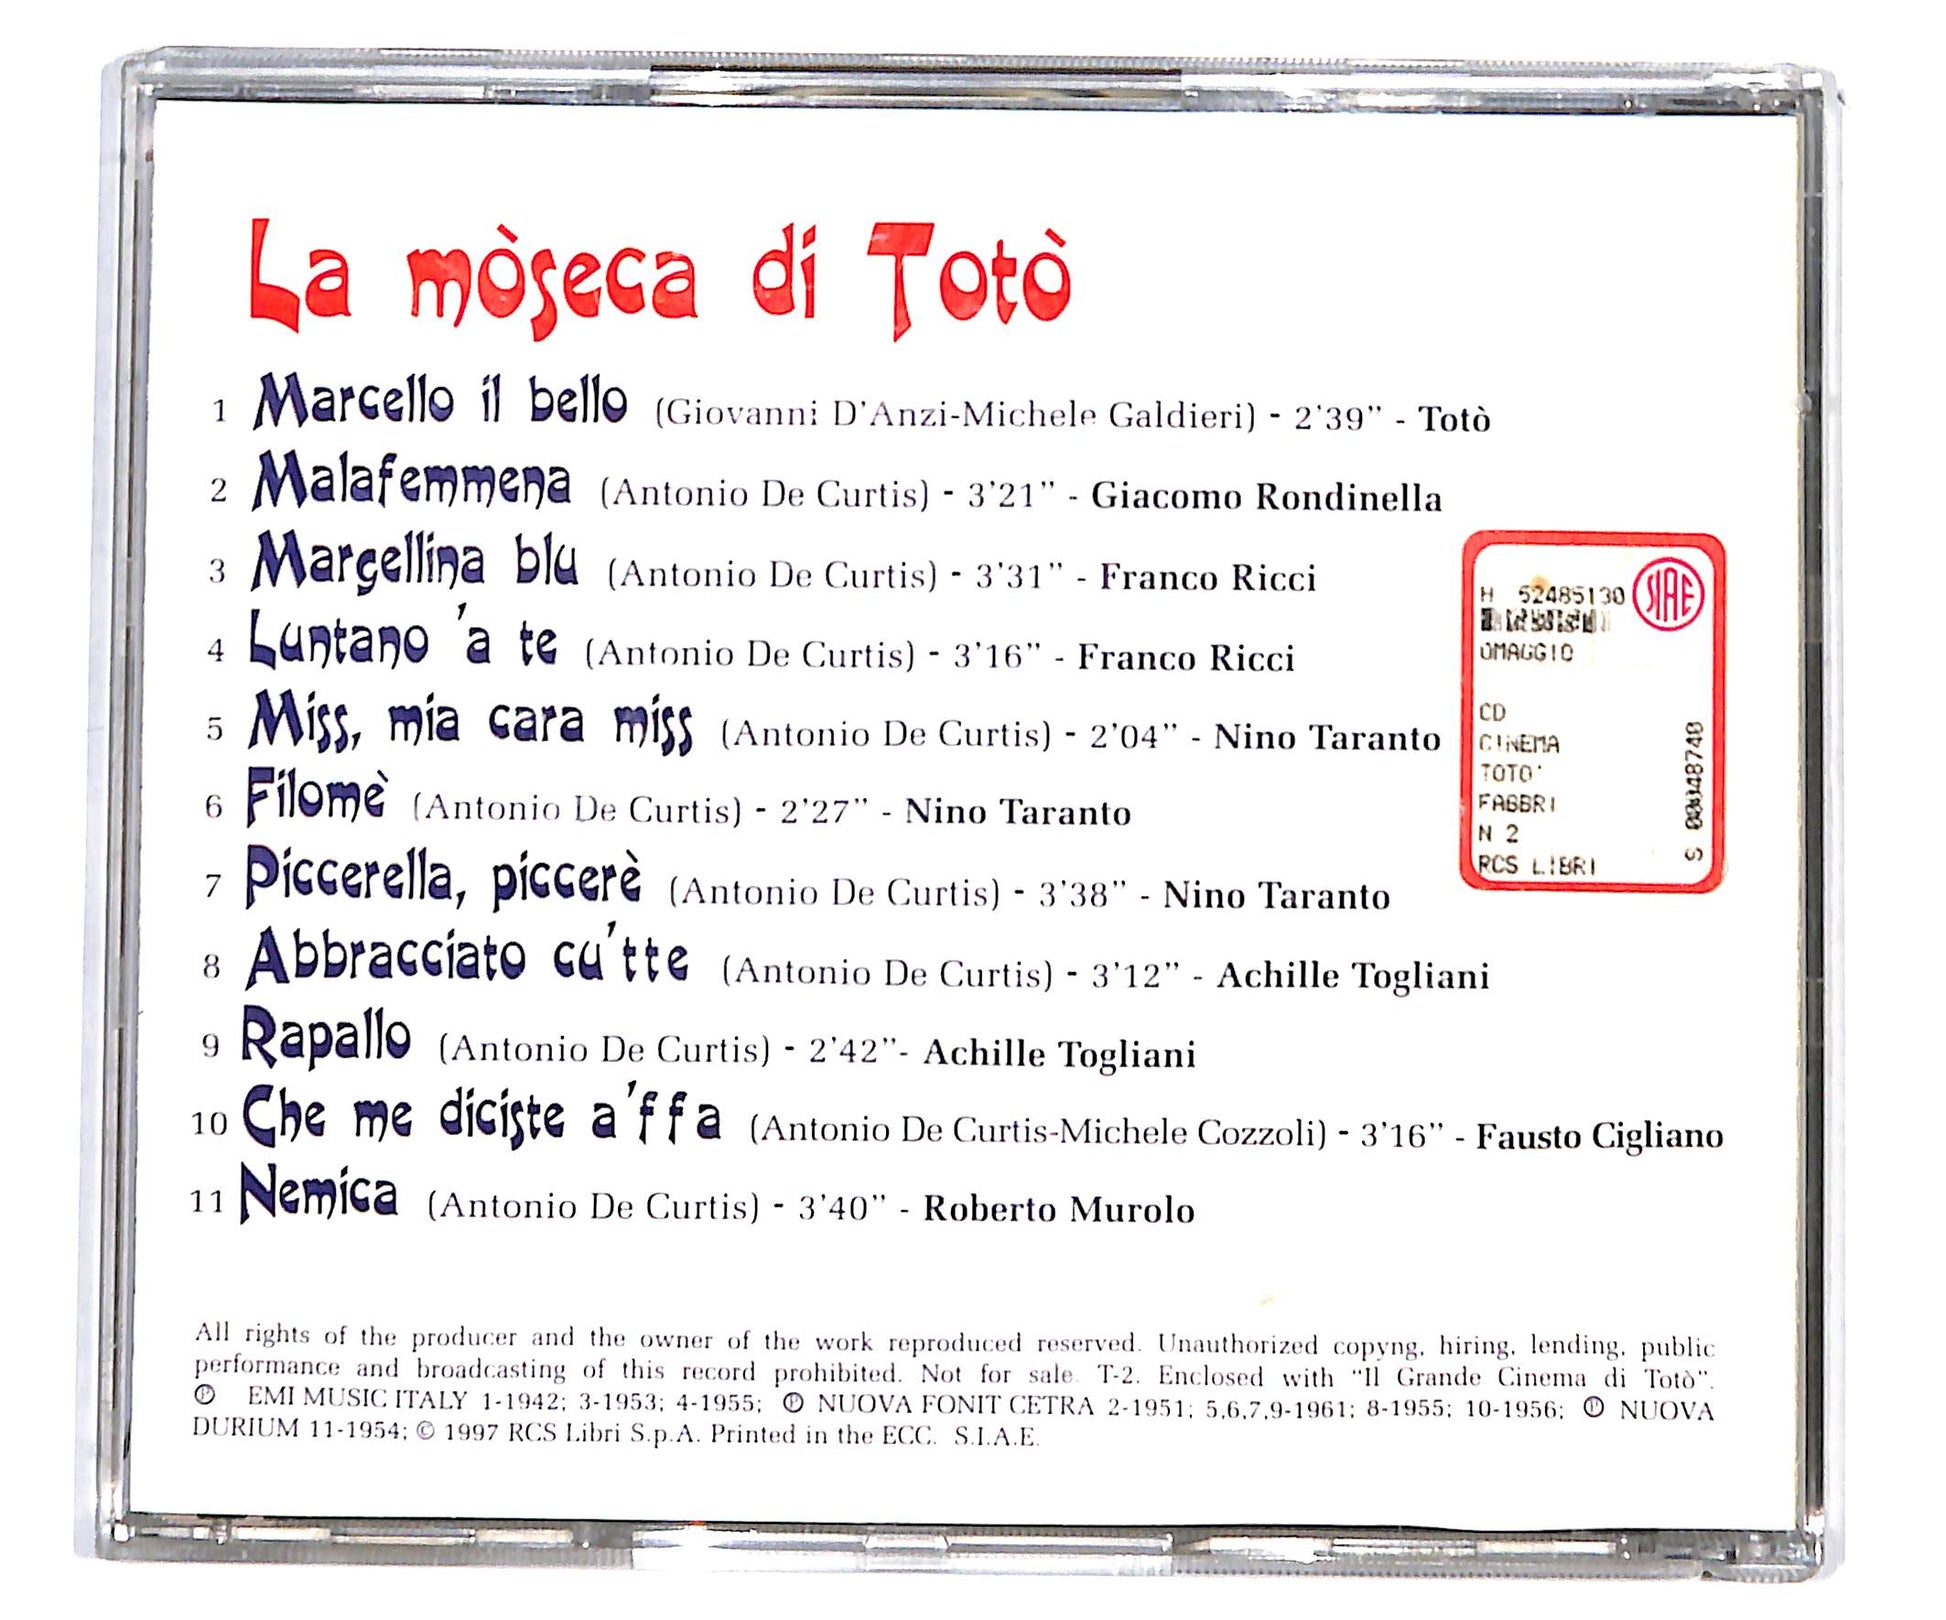 La mòseca di Totò
1 Marcello il bello (Giovanni D'Anzi-Michele Galdieri) - 2'39" - Totò
2 Malafemmena (Antonio De Curtis) - 3'21" - Giacomo Rondinella
3 Margellina blu (Antonio De Curtis) - 3'31" - Franco Ricci
4 Luntano 'a te (Antonio De Curtis) - 3'16" - Franco Ricci
5 Miss, mia cara miss (Antonio De Curtis) - 2'04" - Nino Taranto
6 Filomè (Antonio De Curtis) - 2'27" - Nino Taranto
7 Piccerella, piccerè (Antonio De Curtis) - 3'38" - Nino Taranto
8 Abbracciato cu'tte (Antonio De Curtis) - 3'12" - Achille Togliani
9 Rapallo (Antonio De Curtis) - 2'42"- Achille Togliani
10 Che me diciste a'ffa (Antonio De Curtis-Michele Cozzoli) - 3'16" - Fausto Cigliano
11 Nemica (Antonio De Curtis) - 3'40" - Roberto Murolo
H 52485130
SIAE
OMAGGIO
CD
CINEMA
TOTO'
FABBRI
N 2
RCS LIBRI
S 00048740
All rights of the producer and the owner of the work reproduced reserved. Unauthorized copyng, hiring, lending, public
performance and broadcasting of this record prohibited. Not for sale. T-2. Enclosed with "Il Grande Cinema di Totò".
℗ EMI MUSIC ITALY 1-1942; 3-1953; 4-1955; ℗ NUOVA FONIT CETRA 2-1951; 5,6,7,9-1961; 8-1955; 10-1956; ℗ NUOVA
DURIUM 11-1954; © 1997 RCS Libri S.p.A. Printed in the ECC. S.I.A.E.